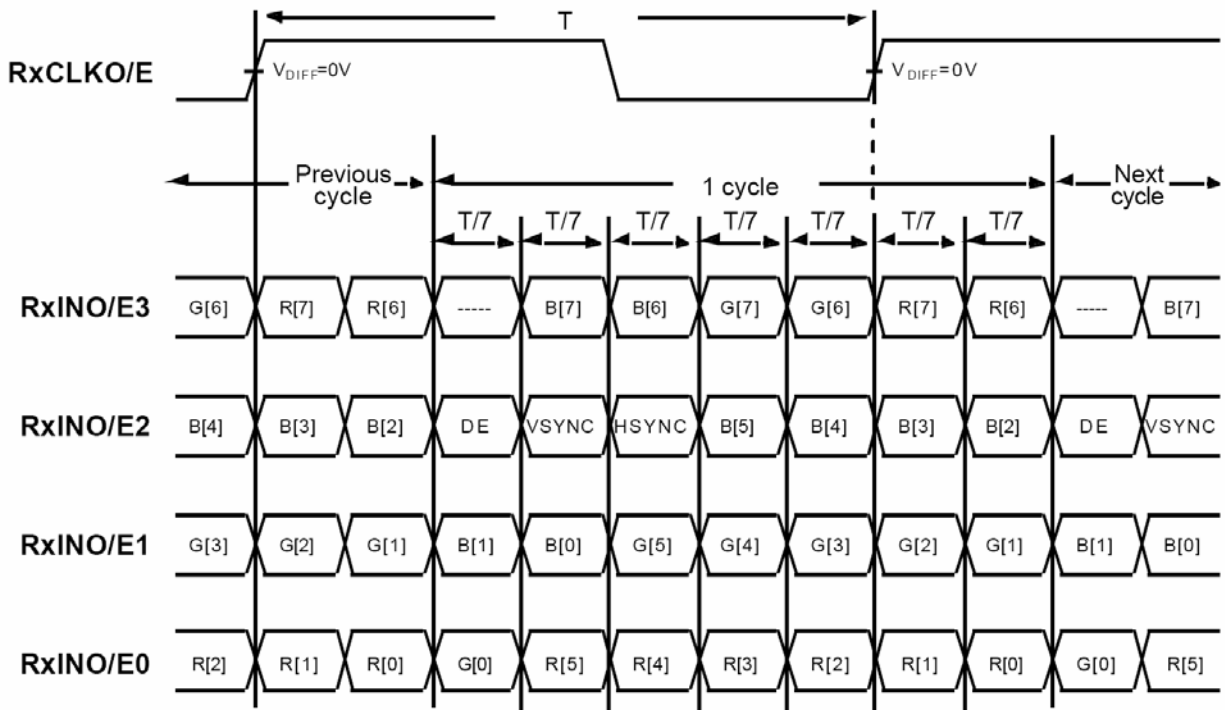 T
RxCLKO/E
V DIFF=0V V DIFF=0V
Previous cycle
1 cycle
Next cycle
T/7 T/7 T/7 T/7 T/7 T/7 T/7
RxINO/E3 G[6] R[7] R[6] ----- B[7] B[6] G[7] G[6] R[7] R[6] ----- B[7]
RxINO/E2 B[4] B[3] B[2] DE VSYNC HSYNC B[5] B[4] B[3] B[2] DE VSYNC
RxINO/E1 G[3] G[2] G[1] B[1] B[0] G[5] G[4] G[3] G[2] G[1] B[1] B[0]
RxINO/E0 R[2] R[1] R[0] G[0] R[5] R[4] R[3] R[2] R[1] R[0] G[0] R[5]